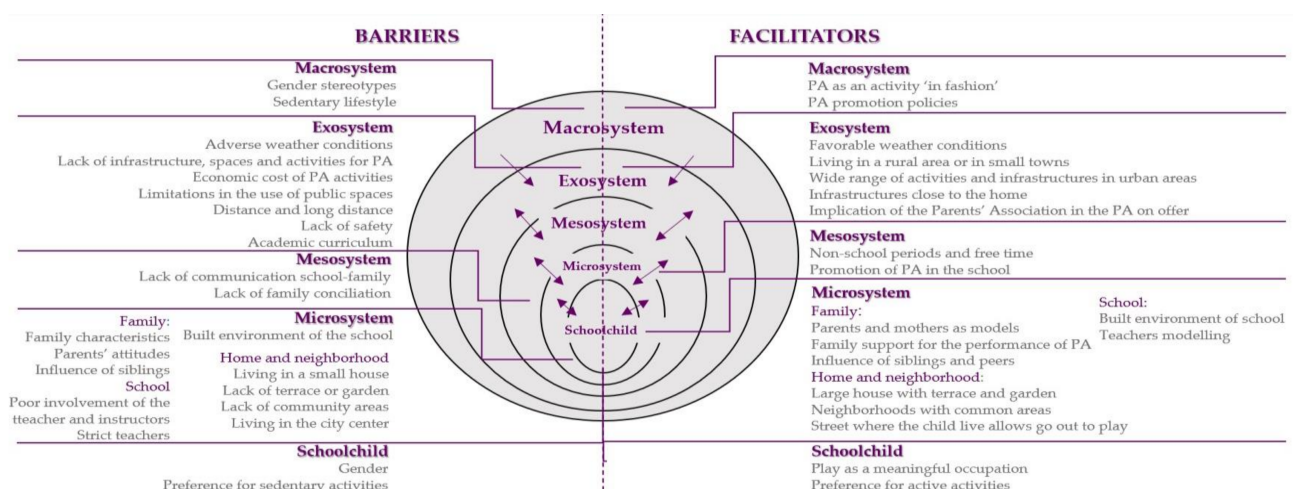 BARRIERS
Macrosystem
Gender stereotypes
Sedentary lifestyle
Exosystem
Adverse weather conditions
Lack of infrastructure, spaces and activities for PA
Economic cost of PA activities
Limitations in the use of public spaces
Distance and long distance
Lack of safety
Academic curriculum
Mesosystem
Lack of communication school-family
Lack of family conciliation
Microsystem
Built environment of the school
Family:
Family characteristics
Parents' attitudes
Influence of siblings
School
Poor involvement of the
tteacher and instructors
Strict teachers
Home and neighborhood
Living in a small house
Lack of terrace or garden
Lack of community areas
Living in the city center
Schoolchild
Gender
Preference for sedentary activities
Macrosystem
Exosystem
Mesosystem
Microsystem
Schoolchild
FACILITATORS
Macrosystem
PA as an activity 'in fashion'
PA promotion policies
Exosystem
Favorable weather conditions
Living in a rural area or in small towns
Wide range of activities and infrastructures in urban areas
Infrastructures close to the home
Implication of the Parents' Association in the PA on offer
Mesosystem
Non-school periods and free time
Promotion of PA in the school
Microsystem
Family:
Parents and mothers as models
Family support for the performance of PA
Influence of siblings and peers
Home and neighborhood:
Large house with terrace and garden
Neighborhoods with common areas
Street where the child live allows go out to play
School:
Built environment of school
Teachers modelling
Schoolchild
Play as a meaningful occupation
Preference for active activities